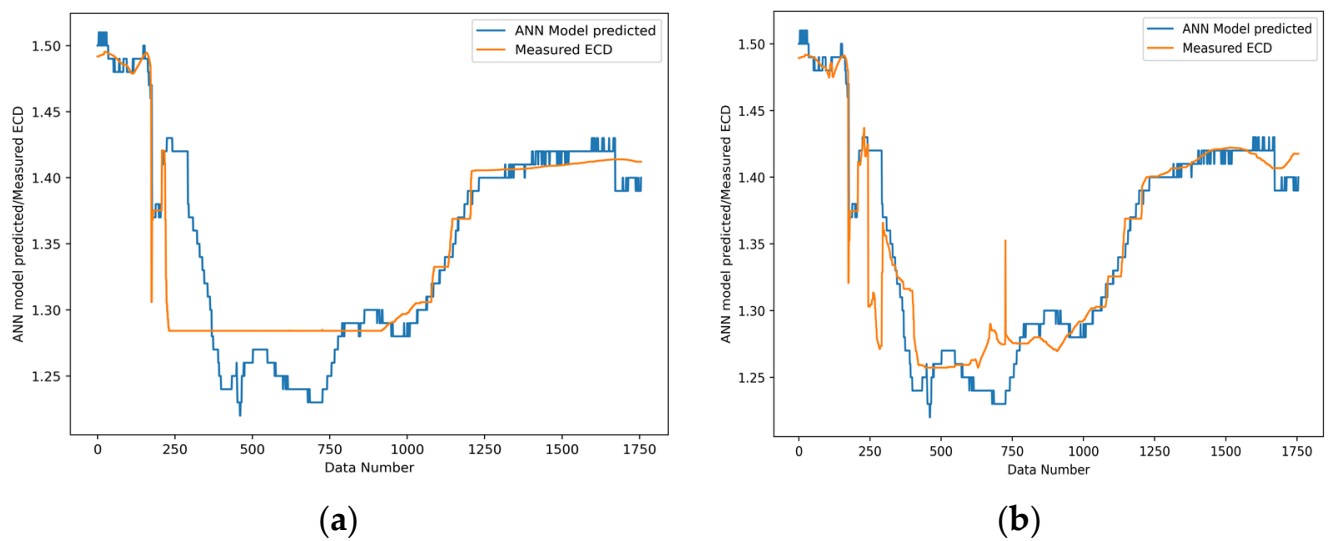 ANN Model predicted
Measured ECD
1.50
1.45
1.40
1.35
1.30
1.25
ANN model predicted/Measured ECD
0
250
500
750
1000
1250
1500
1750
Data Number
(a)
ANN Model predicted
Measured ECD
1.50
1.45
1.40
1.35
1.30
1.25
ANN model predicted/Measured ECD
0
250
500
750
1000
1250
1500
1750
Data Number
(b)